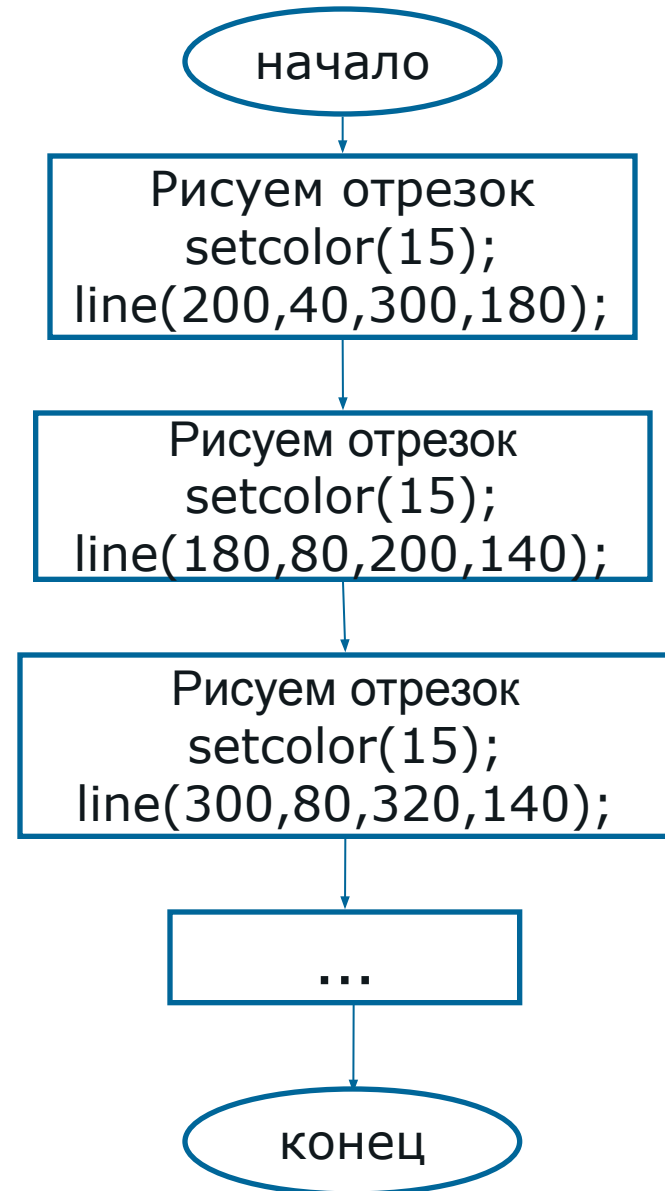 начало
Рисуем отрезок
setcolor(15);
line(200,40,300,180);
Рисуем отрезок
setcolor(15);
line(180,80,200,140);
Рисуем отрезок
setcolor(15);
line(300,80,320,140);
...
конец